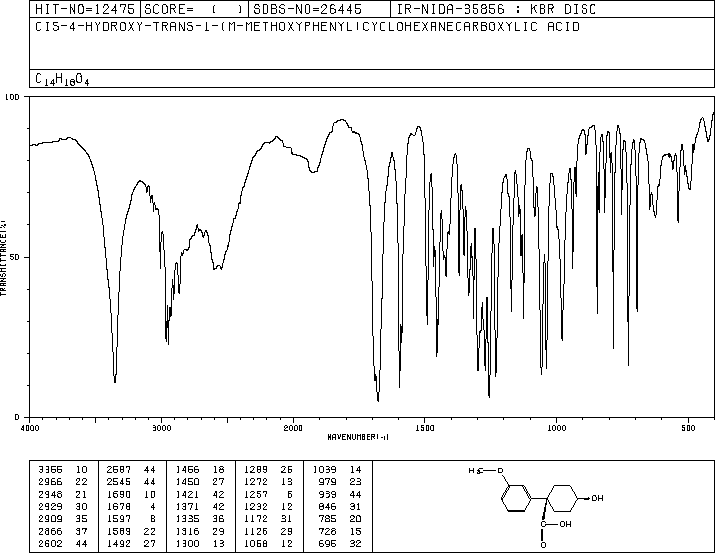 HIT-NO=12475 SCORE= ( ) SDBS-NO=26445 IR-NIDA-35856 : KBR DISC
CIS-4-HYDROXY-TRANS-1-(M-METHOXYPHENYL)CYCLOHEXANECARBOXYLIC ACID
C14H18O4
100
TRANSMITTANCE(%)
50
0
4000 3000 2000 1500 1000 500
WAVENUMBER(-1)
3355 10 2587 44 1456 18 1289 26 1039 14
2966 22 2545 44 1450 27 1272 13 979 23
2948 21 1690 10 1421 42 1257 6 939 44
2929 30 1678 4 1371 42 1232 12 846 31
2909 35 1597 8 1335 36 1172 31 785 20
2866 37 1589 22 1316 29 1126 29 728 15
2602 44 1492 27 1300 13 1058 12 695 32
H3C O
OH
C OH
O